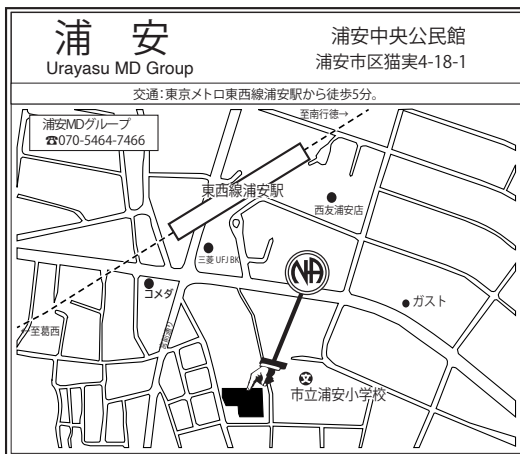 浦 安
Urayasu MD Group
浦安中央公民館
浦安市区猫実4-18-1
交通：東京メトロ東西線浦安駅から徒歩5分。
浦安MDグループ
☎070-5464-7466
至南行徳→
東西線浦安駅
西友浦安店
三菱 UFJ BK
NA
コメダ
ガスト
←至葛西
市立浦安小学校